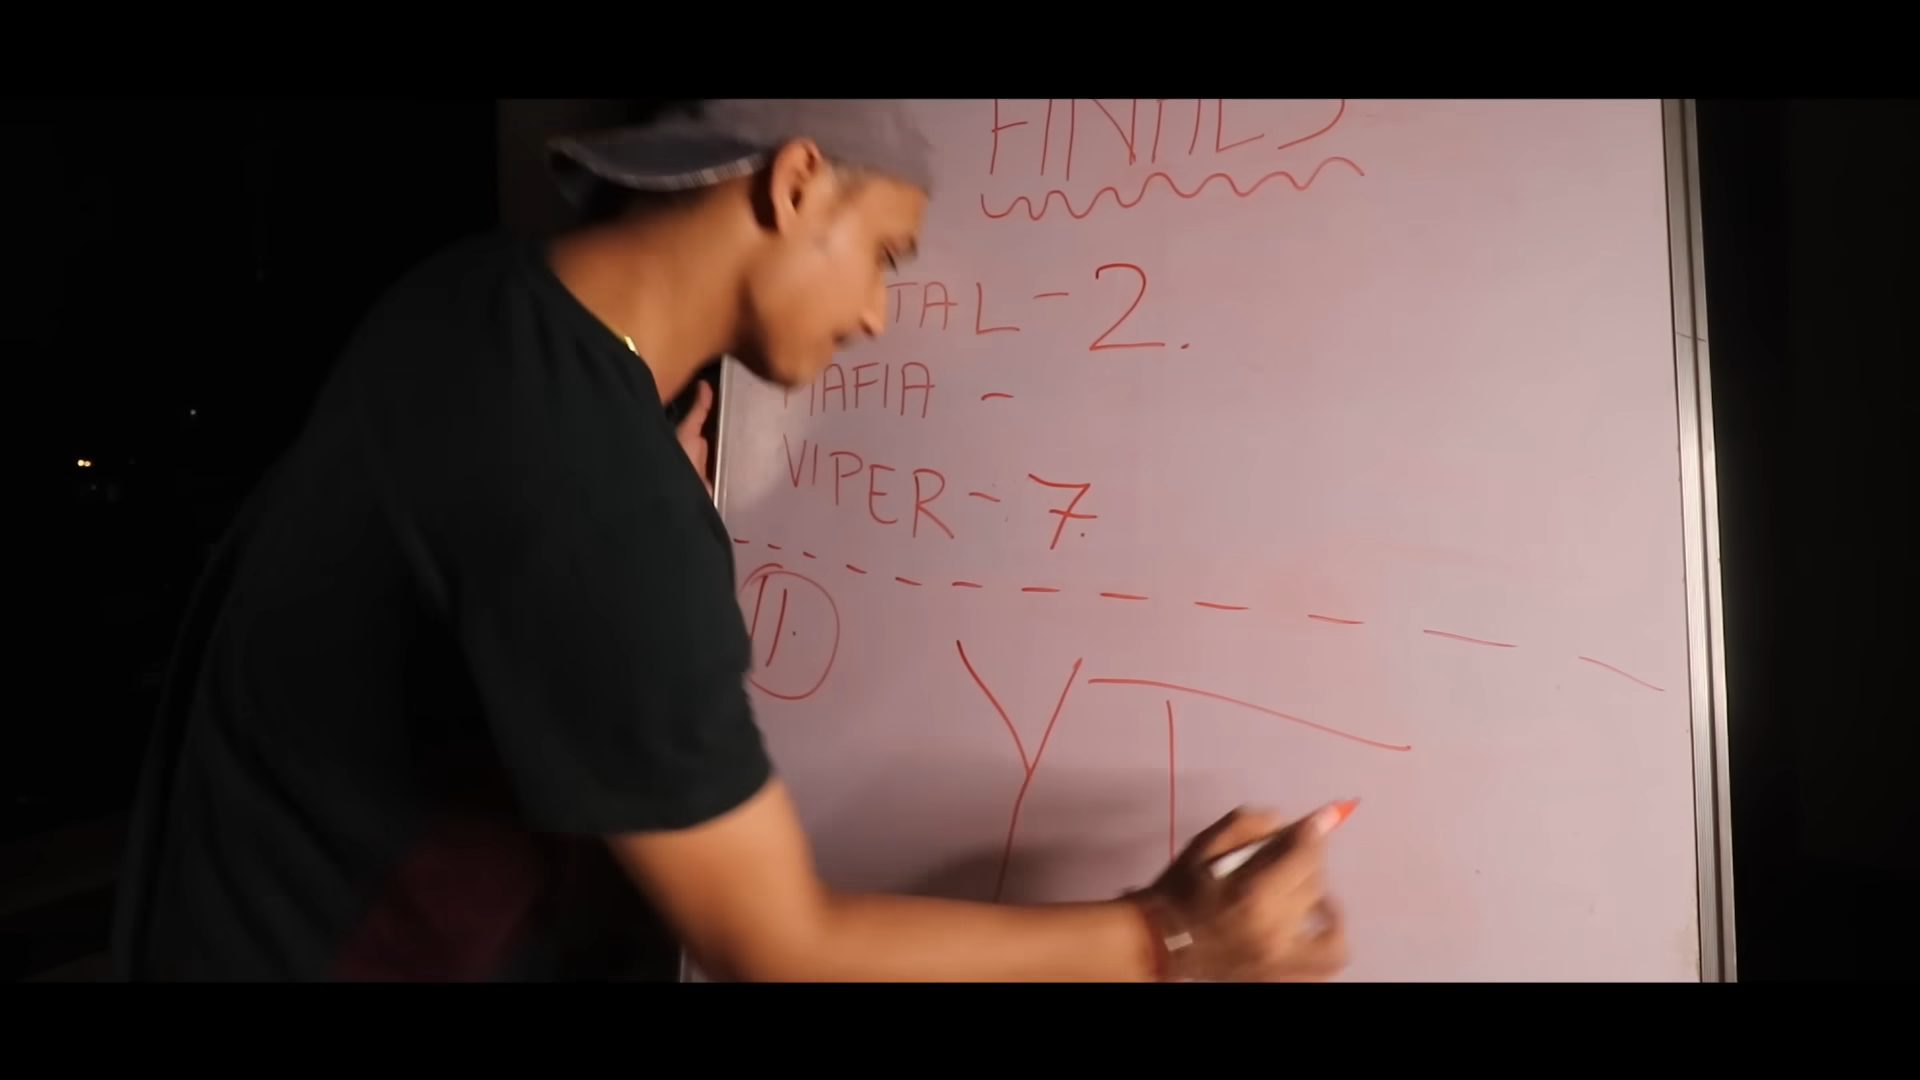 FINALS
TAL - 2.
MAFIA -
VIPER - 7.
1.
YT